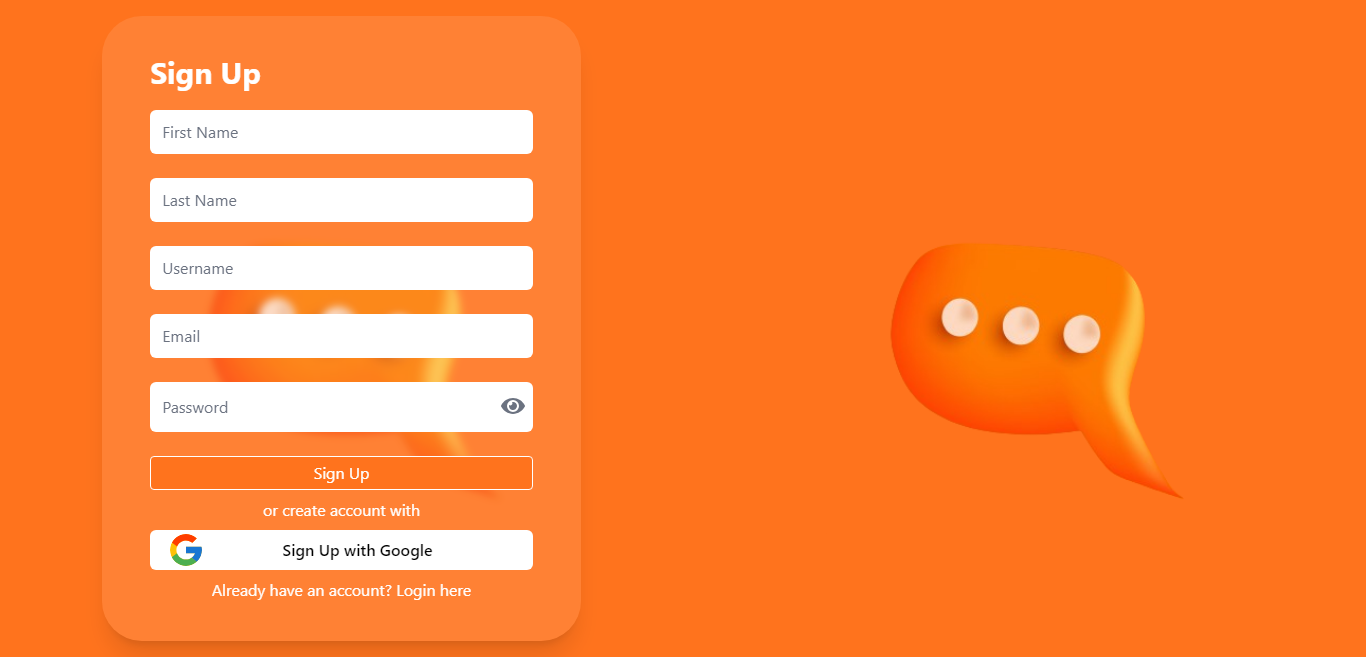 Sign Up
First Name
Last Name
Username
Email
Password
Sign Up
or create account with
Sign Up with Google
Already have an account? Login here